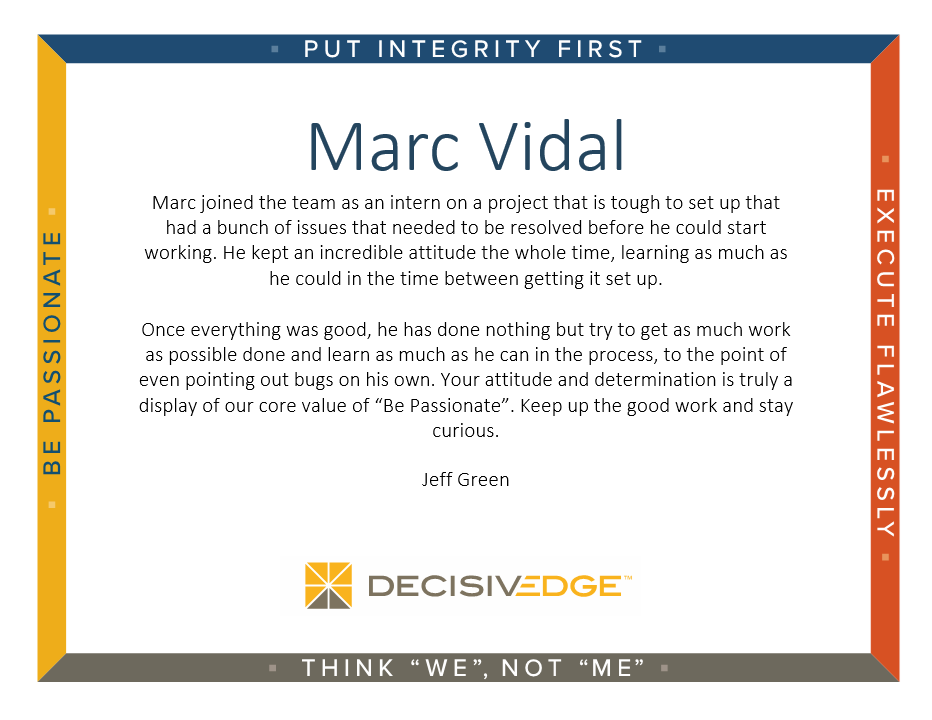 PUT INTEGRITY FIRST
Marc Vidal
Marc joined the team as an intern on a project that is tough to set up that
had a bunch of issues that needed to be resolved before he could start
working. He kept an incredible attitude the whole time, learning as much as
he could in the time between getting it set up.
Once everything was good, he has done nothing but try to get as much work
as possible done and learn as much as he can in the process, to the point of
even pointing out bugs on his own. Your attitude and determination is truly a
display of our core value of “Be Passionate”. Keep up the good work and stay
curious.
Jeff Green
DECISIVEDGE™
BE PASSIONATE
EXECUTE FLAWLESSLY
THINK “WE”, NOT “ME”